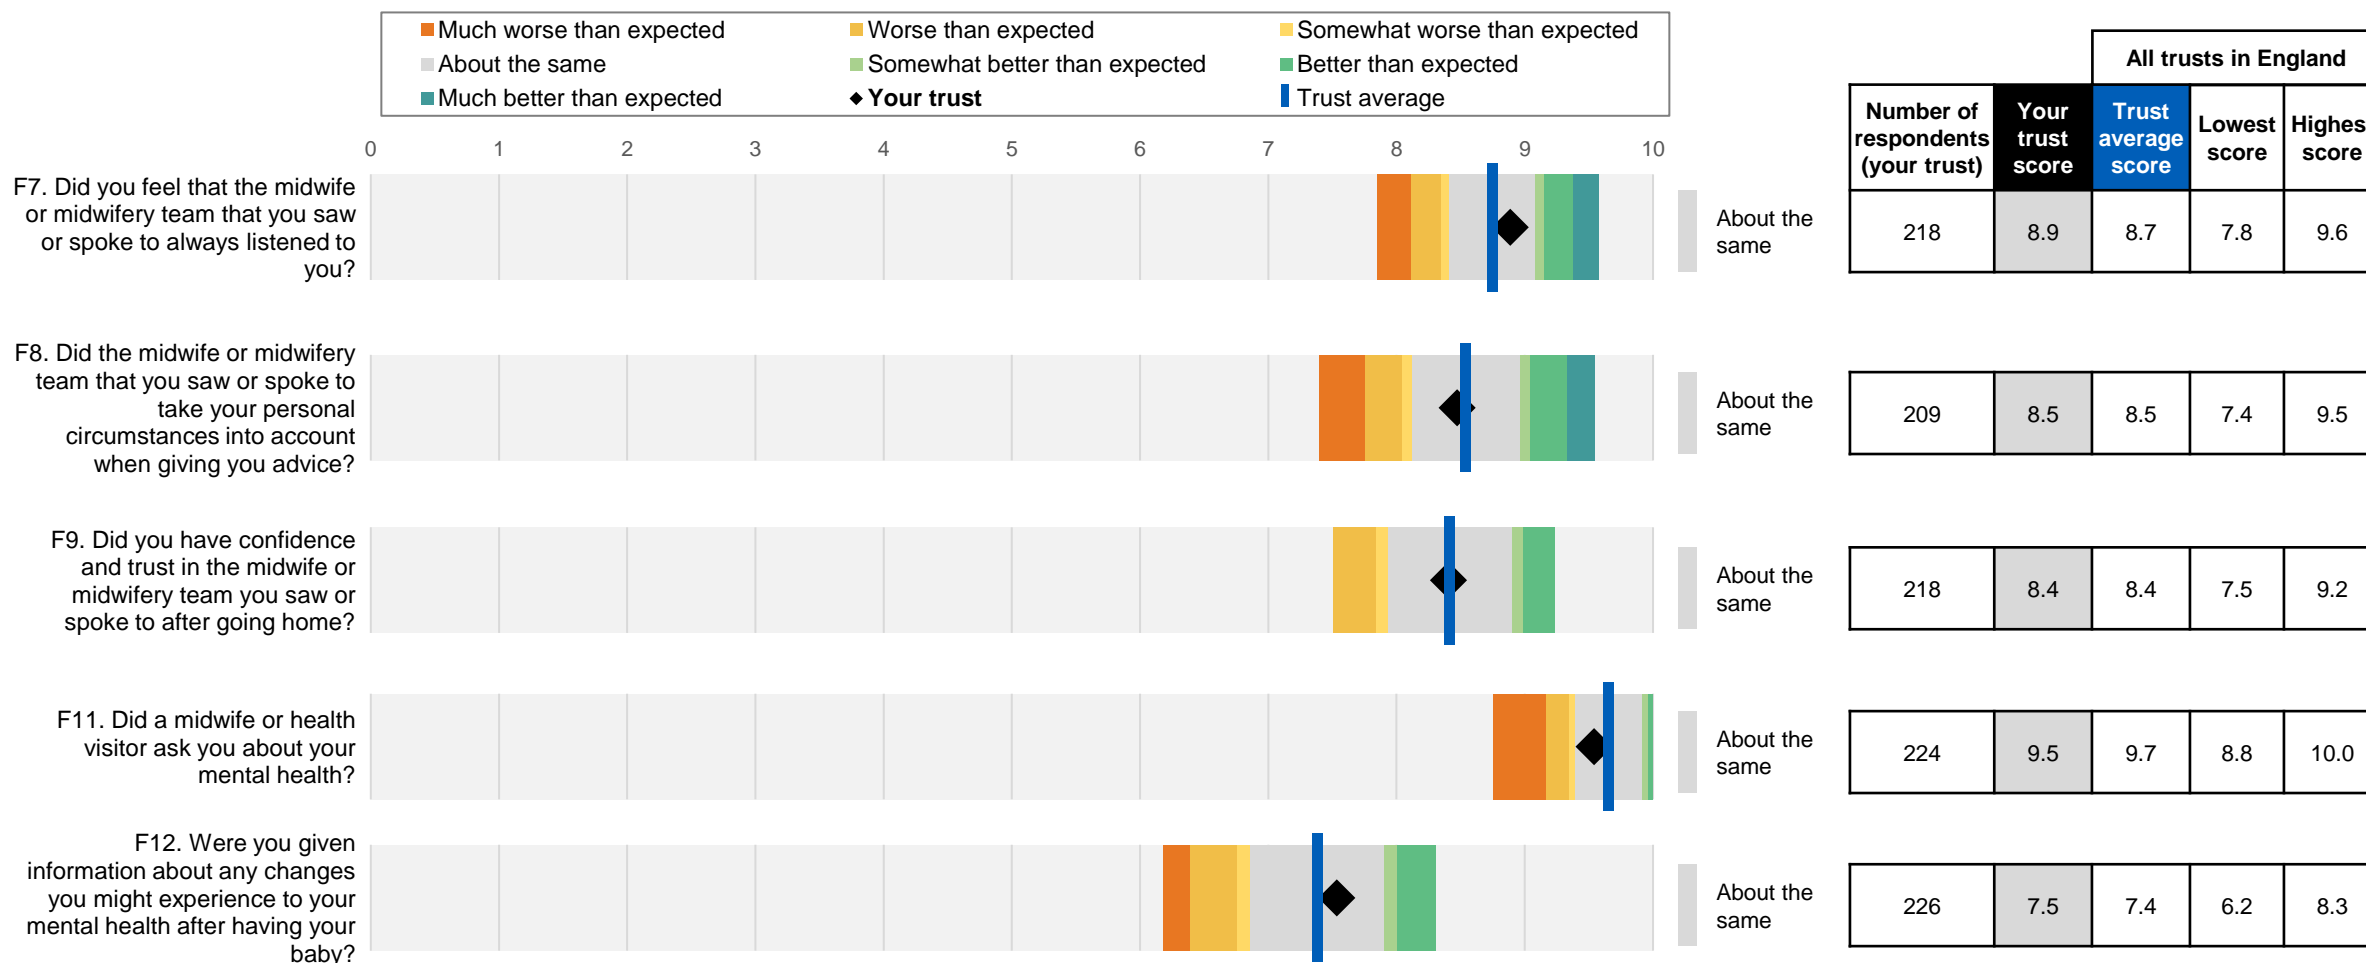 Much worse than expected
Worse than expected
Somewhat worse than expected
About the same
Somewhat better than expected
Better than expected
Much better than expected
Your trust
Trust average
All trusts in England
Number of
respondents
(your trust)
Your
trust
score
Trust
average
score
Lowest
score
Highes
score
0 1 2 3 4 5 6 7 8 9 10
F7. Did you feel that the midwife
or midwifery team that you saw
or spoke to always listened to
you?
About the
same
218 8.9 8.7 7.8 9.6
F8. Did the midwife or midwifery
team that you saw or spoke to
take your personal
circumstances into account
when giving you advice?
About the
same
209 8.5 8.5 7.4 9.5
F9. Did you have confidence
and trust in the midwife or
midwifery team you saw or
spoke to after going home?
About the
same
218 8.4 8.4 7.5 9.2
F11. Did a midwife or health
visitor ask you about your
mental health?
About the
same
224 9.5 9.7 8.8 10.0
F12. Were you given
information about any changes
you might experience to your
mental health after having your
baby?
About the
same
226 7.5 7.4 6.2 8.3